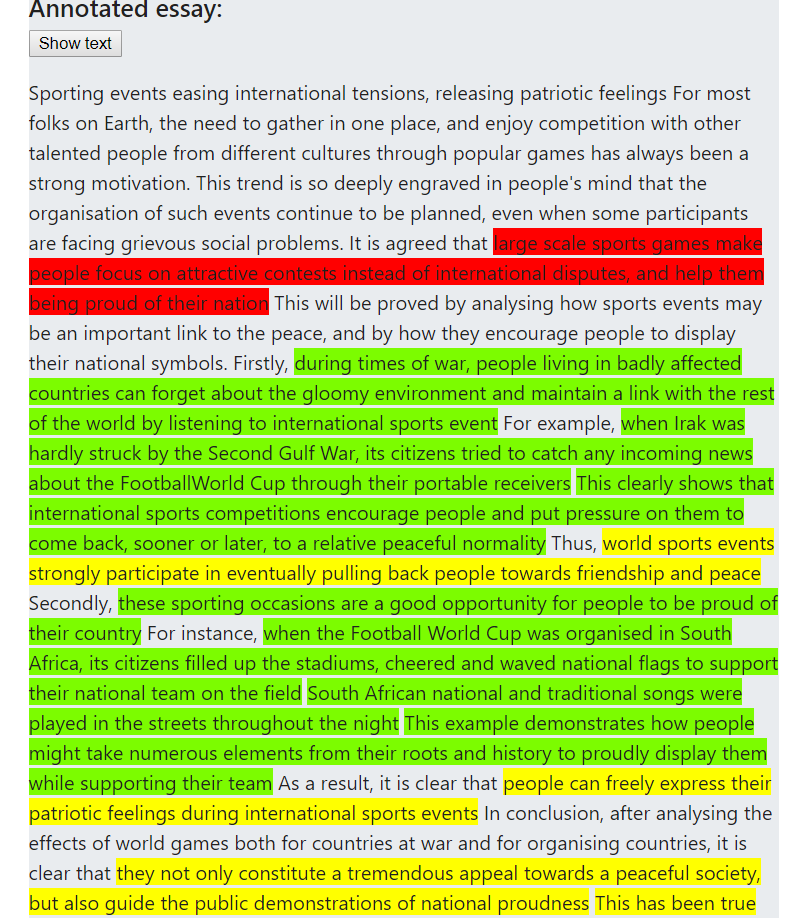 Annotated essay:
Show text
Sporting events easing international tensions, releasing patriotic feelings For most
folks on Earth, the need to gather in one place, and enjoy competition with other
talented people from different cultures through popular games has always been a
strong motivation. This trend is so deeply engraved in people's mind that the
organisation of such events continue to be planned, even when some participants
are facing grievous social problems. It is agreed that large scale sports games make
people focus on attractive contests instead of international disputes, and help them
being proud of their nation This will be proved by analysing how sports events may
be an important link to the peace, and by how they encourage people to display
their national symbols. Firstly, during times of war, people living in badly affected
countries can forget about the gloomy environment and maintain a link with the rest
of the world by listening to international sports event For example, when Irak was
hardly struck by the Second Gulf War, its citizens tried to catch any incoming news
about the FootballWorld Cup through their portable receivers This clearly shows that
international sports competitions encourage people and put pressure on them to
come back, sooner or later, to a relative peaceful normality Thus, world sports events
strongly participate in eventually pulling back people towards friendship and peace
Secondly, these sporting occasions are a good opportunity for people to be proud of
their country For instance, when the Football World Cup was organised in South
Africa, its citizens filled up the stadiums, cheered and waved national flags to support
their national team on the field South African national and traditional songs were
played in the streets throughout the night This example demonstrates how people
might take numerous elements from their roots and history to proudly display them
while supporting their team As a result, it is clear that people can freely express their
patriotic feelings during international sports events In conclusion, after analysing the
effects of world games both for countries at war and for organising countries, it is
clear that they not only constitute a tremendous appeal towards a peaceful society,
but also guide the public demonstrations of national proudness This has been true